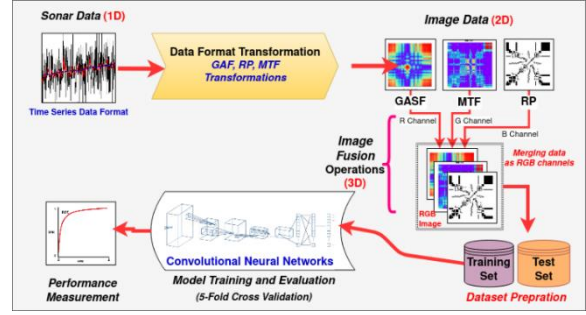 Sonar Data (1D)
Time Series Data Format
Data Format Transformation
GAF, RP, MTF
Transformations
Image Data (2D)
GASF
MTF
RP
R Channel
G Channel
B Channel
Image
Fusion
Operations
(3D)
Merging data
as RGB channels
RGB
Image
Training
Set
Test
Set
Dataset Prepration
Convolutional Neural Networks
Model Training and Evaluation
(5-Fold Cross Validation)
Performance
Measurement